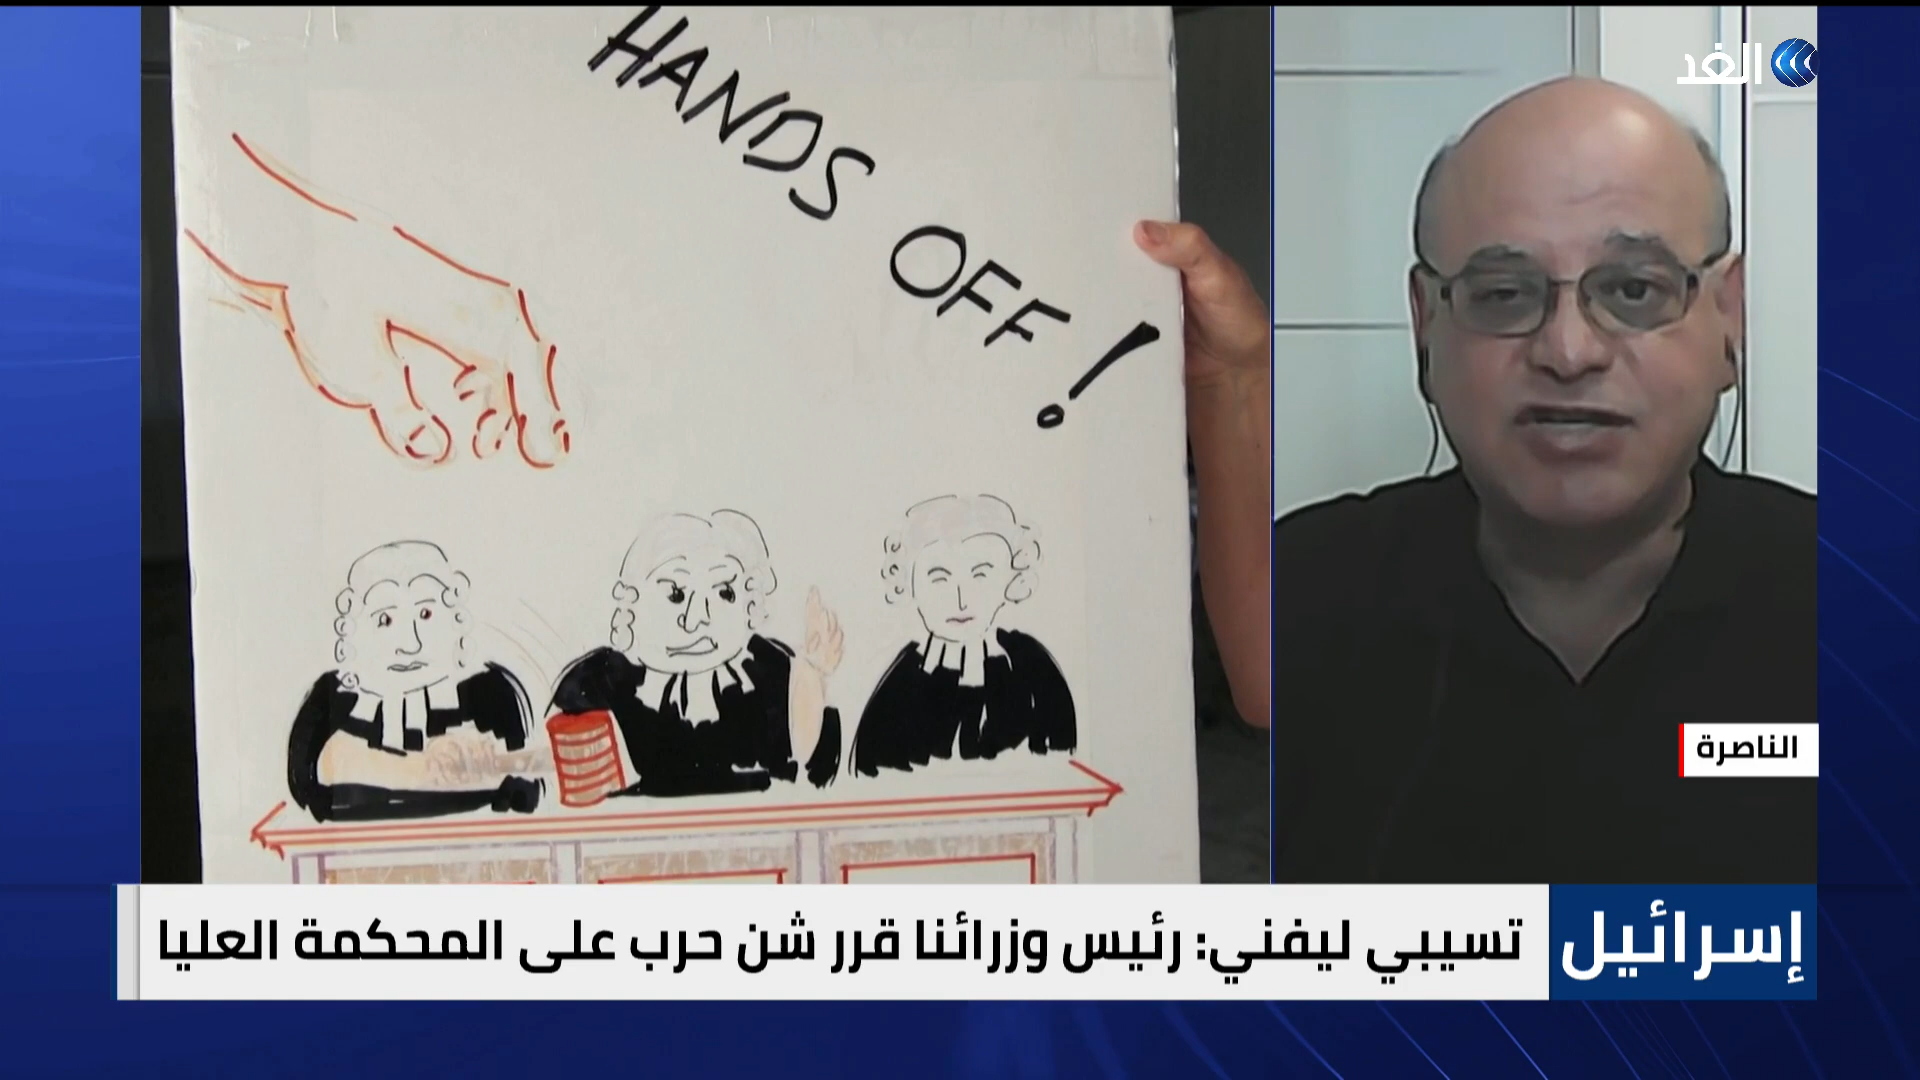 HANDS OFF!
الغد
الناصرة
إسرائيل
تسيبي ليفني: رئيس وزرائنا قرر شن حرب على المحكمة العليا